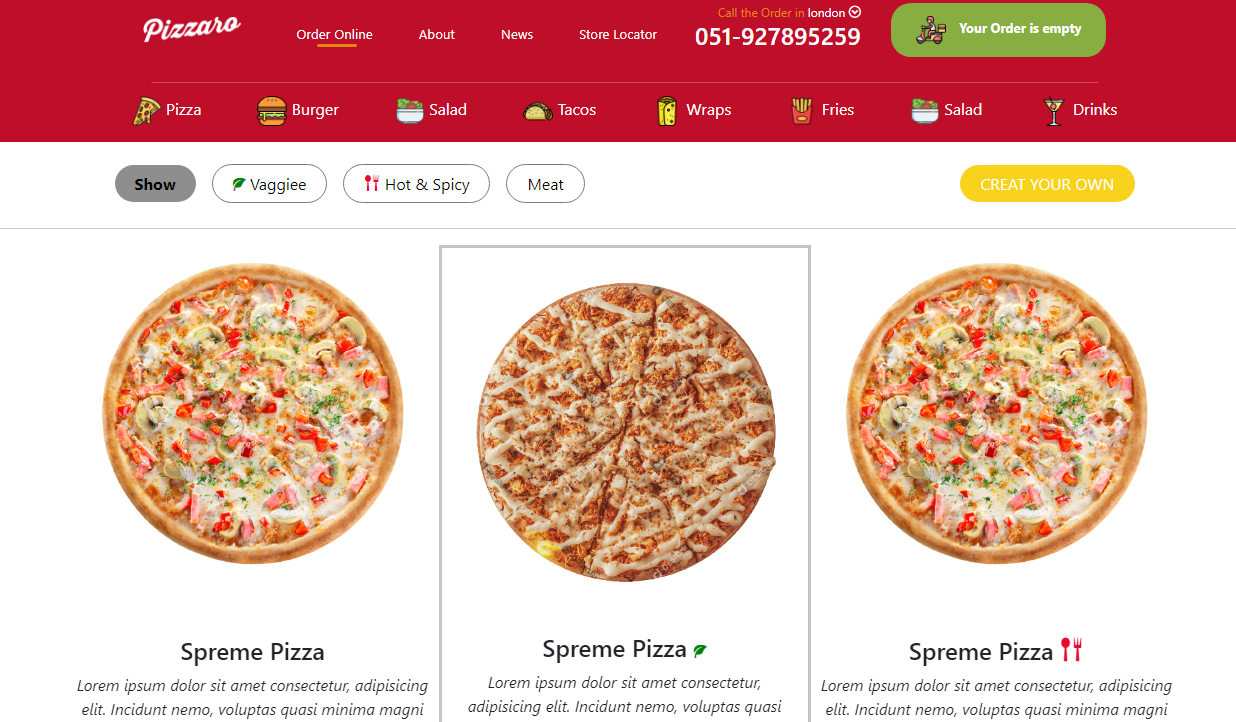 Pizzaro
Order Online
About
News
Store Locator
Call the Order in london
051-927895259
Your Order is empty
Pizza
Burger
Salad
Tacos
Wraps
Fries
Salad
Drinks
Show
Vaggiee
Hot & Spicy
Meat
CREAT YOUR OWN
Spreme Pizza
Lorem ipsum dolor sit amet consectetur, adipisicing
elit. Incidunt nemo, voluptas quasi minima magni
Spreme Pizza
Lorem ipsum dolor sit amet consectetur,
adipisicing elit. Incidunt nemo, voluptas quasi
Spreme Pizza
Lorem ipsum dolor sit amet consectetur, adipisicing
elit. Incidunt nemo, voluptas quasi minima magni